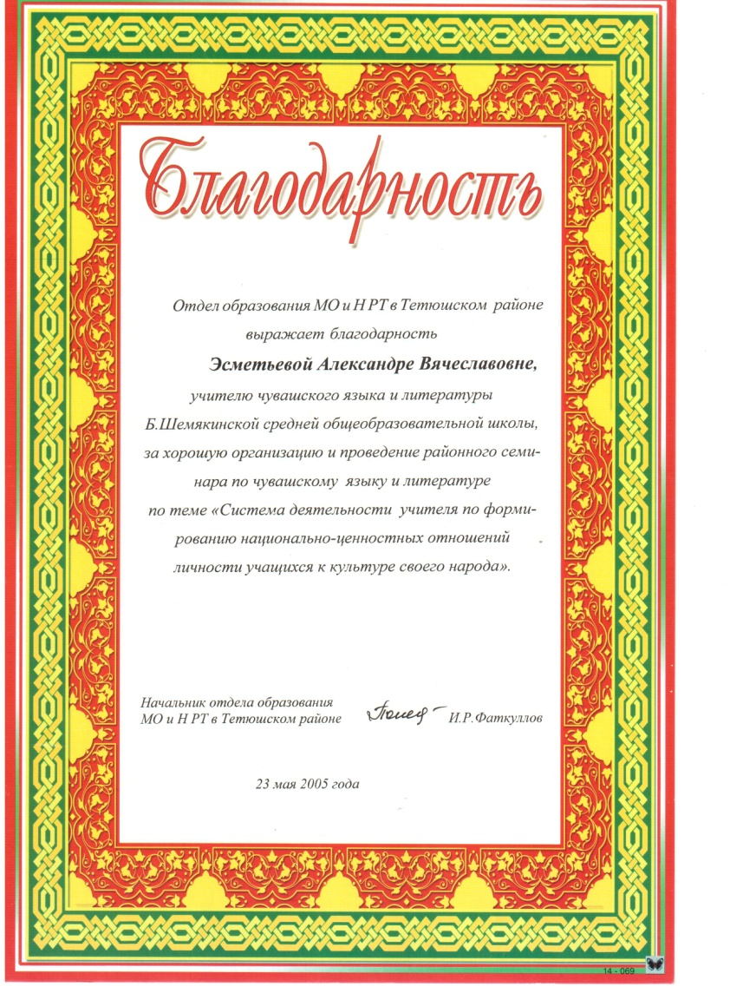 Благодарность
Отдел образования МО и Н РТ в Тетюшском районе
выражает благодарность
Эсметьевой Александре Вячеславовне,
учителю чувашского языка и литературы
Б.Шемякинской средней общеобразовательной школы,
за хорошую организацию и проведение районного семи-
нара по чувашскому языку и литературе
по теме «Система деятельности учителя по форми-
рованию национально-ценностных отношений
личности учащихся к культуре своего народа».
Начальник отдела образования
МО и Н РТ в Тетюшском районе И.Р.Фаткуллов
23 мая 2005 года
14 - 069